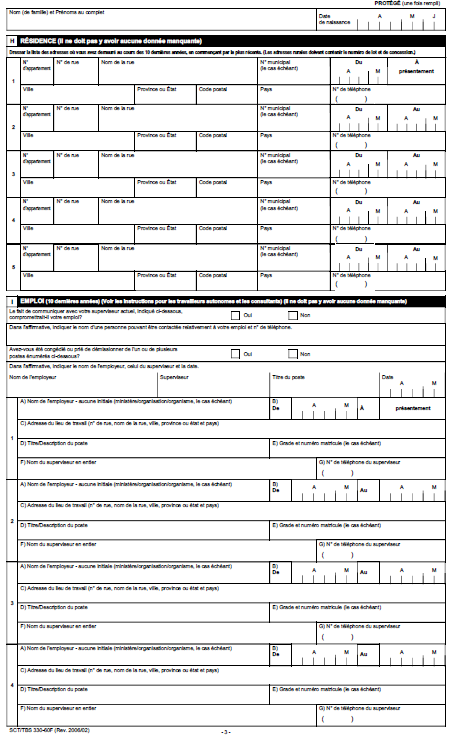 PROTÉGÉ (une fois rempli)
Nom (de famille) et Prénoms au complet
Date de naissance A M J
H RÉSIDENCE (Il ne doit pas y avoir aucune donnée manquante)
Dresser la liste des adresses où vous avez demeuré au cours des 10 dernières années, en commençant par la plus récente. (Les adresses rurales doivent contenir le numéro de lot et de concession.)
1 N° d'appartement N° de rue Nom de la rue N° municipal (le cas échéant) Du A M À présentement
Ville Province ou État Code postal Pays N° de téléphone ( )
2 N° d'appartement N° de rue Nom de la rue N° municipal (le cas échéant) Du A M Au A M
Ville Province ou État Code postal Pays N° de téléphone ( )
3 N° d'appartement N° de rue Nom de la rue N° municipal (le cas échéant) Du A M Au A M
Ville Province ou État Code postal Pays N° de téléphone ( )
4 N° d'appartement N° de rue Nom de la rue N° municipal (le cas échéant) Du A M Au A M
Ville Province ou État Code postal Pays N° de téléphone ( )
5 N° d'appartement N° de rue Nom de la rue N° municipal (le cas échéant) Du A M Au A M
Ville Province ou État Code postal Pays N° de téléphone ( )
I EMPLOI (10 dernières années) (Voir les instructions pour les travailleurs autonomes et les consultants) (Il ne doit pas y avoir aucune donnée manquante)
Le fait de communiquer avec votre superviseur actuel, indiqué ci-dessous,
compromettrait-il votre emploi? Oui Non
Dans l'affirmative, indiquer le nom d'une personne pouvant être contactée relativement à votre emploi et n° de téléphone.
Avez-vous été congédié ou prié de démissionner de l'un ou de plusieurs
postes énumérés ci-dessous? Oui Non
Dans l'affirmative, indiquer le nom de l'employeur, celui du superviseur et la date.
Nom de l'employeur Superviseur Titre du poste Date A M
1 A) Nom de l'employeur - aucune initiale (ministère/organisation/organisme, le cas échéant) B) De A M À présentement
C) Adresse du lieu de travail (n° de rue, nom de la rue, ville, province ou état et pays)
D) Titre/Description du poste E) Grade et numéro matricule (le cas échéant)
F) Nom du superviseur en entier G) N° de téléphone du superviseur ( )
2 A) Nom de l'employeur - aucune initiale (ministère/organisation/organisme, le cas échéant) B) De A M Au A M
C) Adresse du lieu de travail (n° de rue, nom de la rue, ville, province ou état et pays)
D) Titre/Description du poste E) Grade et numéro matricule (le cas échéant)
F) Nom du superviseur en entier G) N° de téléphone du superviseur ( )
3 A) Nom de l'employeur - aucune initiale (ministère/organisation/organisme, le cas échéant) B) De A M Au A M
C) Adresse du lieu de travail (n° de rue, nom de la rue, ville, province ou état et pays)
D) Titre/Description du poste E) Grade et numéro matricule (le cas échéant)
F) Nom du superviseur en entier G) N° de téléphone du superviseur ( )
4 A) Nom de l'employeur - aucune initiale (ministère/organisation/organisme, le cas échéant) B) De A M Au A M
C) Adresse du lieu de travail (n° de rue, nom de la rue, ville, province ou état et pays)
D) Titre/Description du poste E) Grade et numéro matricule (le cas échéant)
F) Nom du superviseur en entier G) N° de téléphone du superviseur ( )
SCT/TBS 330-60F (Rev. 2006/02) - 3 -